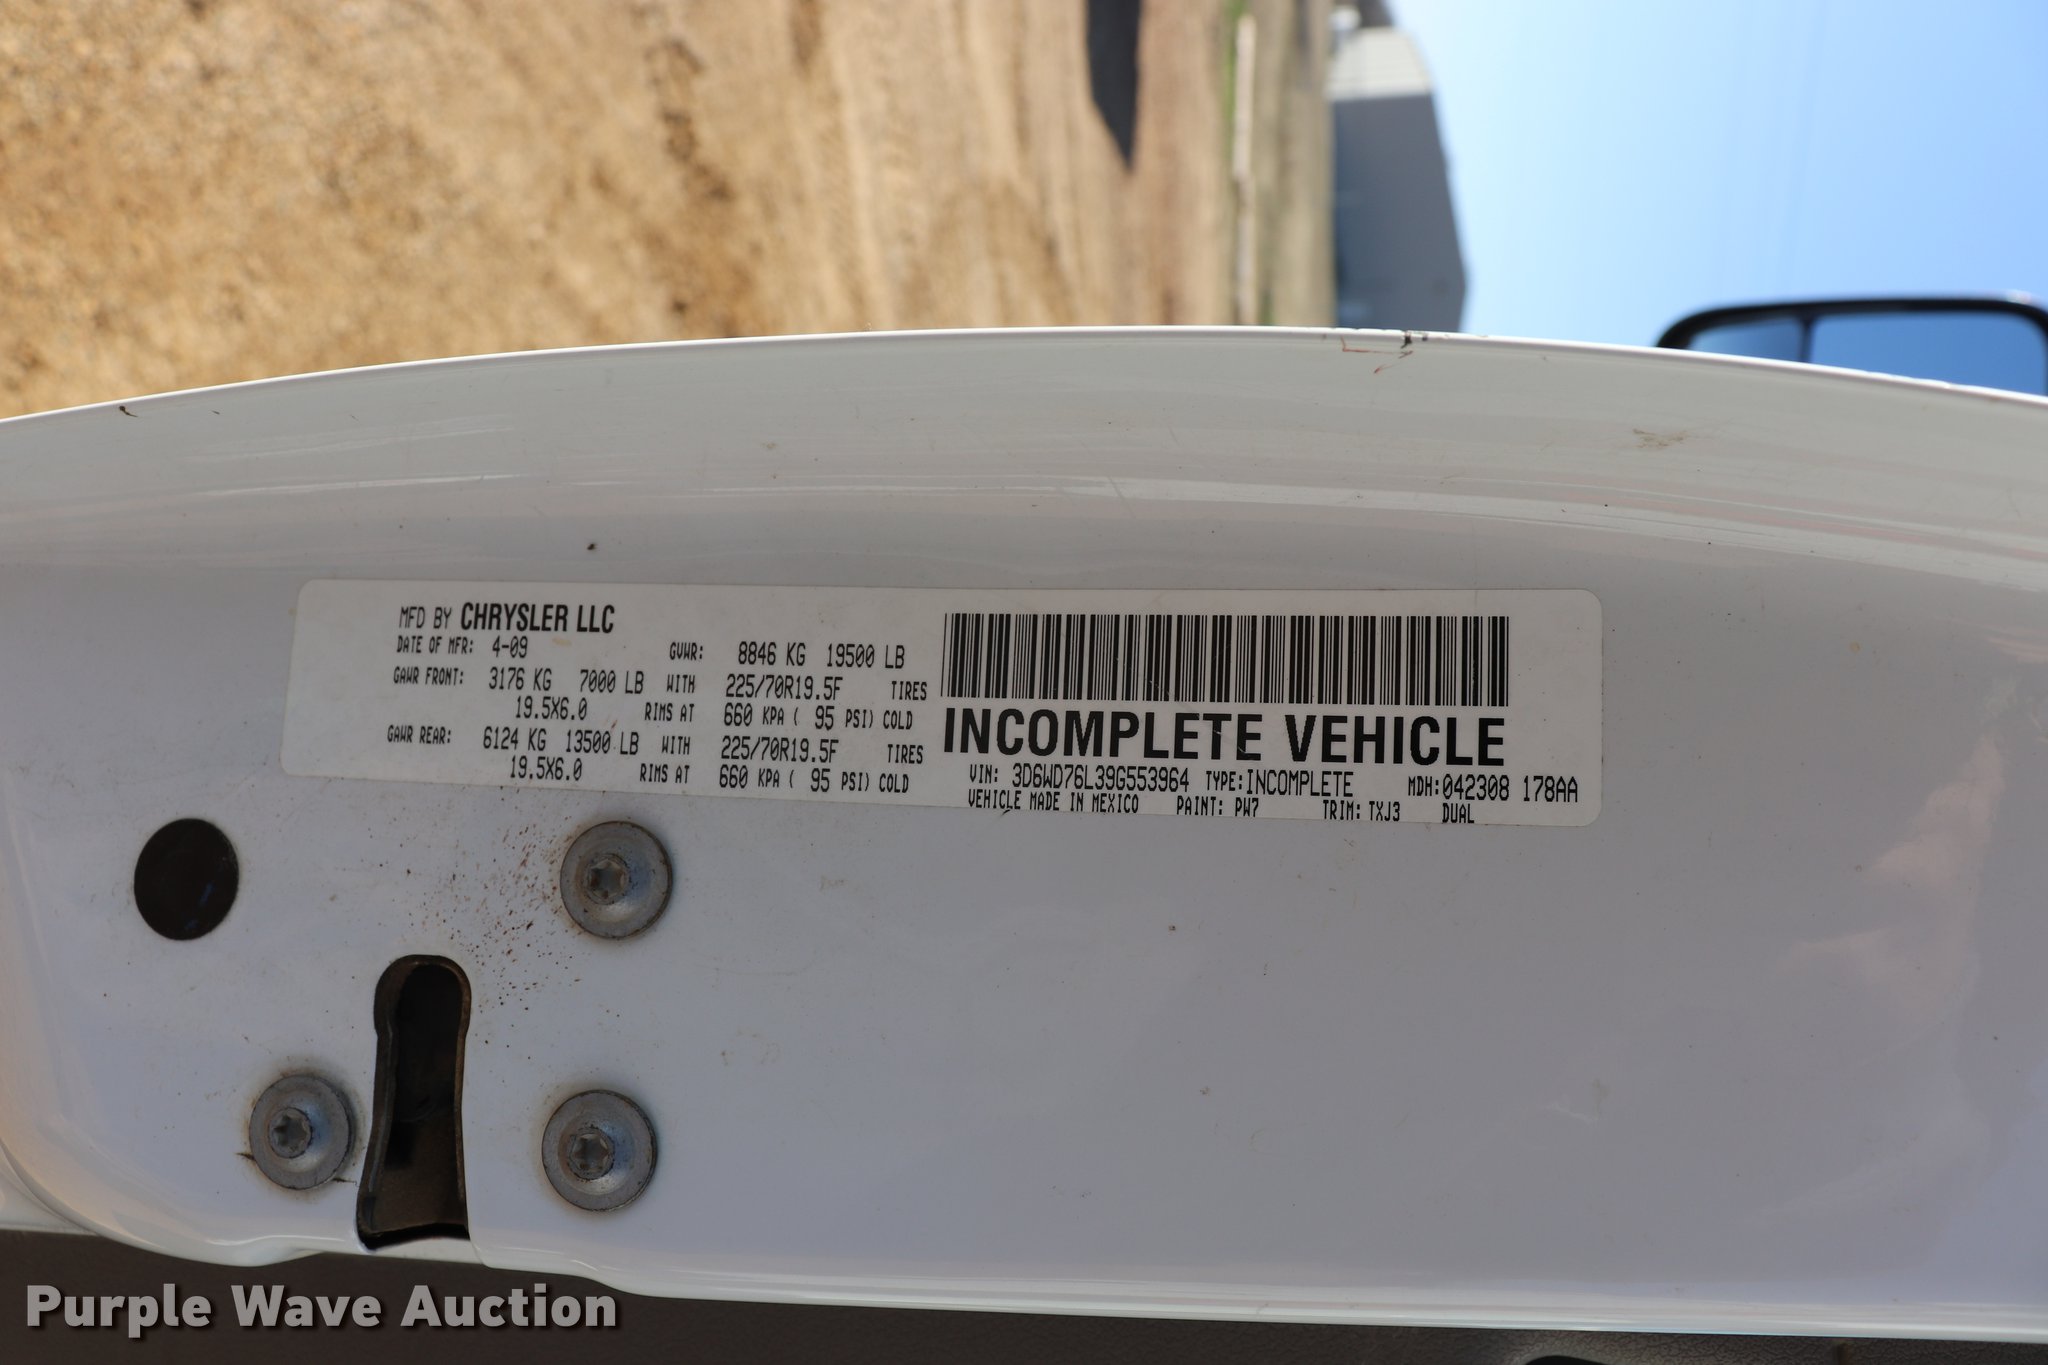 MFD BY CHRYSLER LLC
DATE OF MFR: 4-09 GVWR: 8846 KG 19500 LB
GAWR FRONT: 3176 KG 7000 LB WITH 225/70R19.5F TIRES
19.5X6.0 RIMS AT 660 KPA ( 95 PSI) COLD
GAWR REAR: 6124 KG 13500 LB WITH 225/70R19.5F TIRES
19.5X6.0 RIMS AT 660 KPA ( 95 PSI) COLD
INCOMPLETE VEHICLE
VIN: 3D6WD76L39G553964 TYPE: INCOMPLETE MDH: 042308 178AA
VEHICLE MADE IN MEXICO PAINT: PW7 TRIM: TXJ3 DUAL
Purple Wave Auction